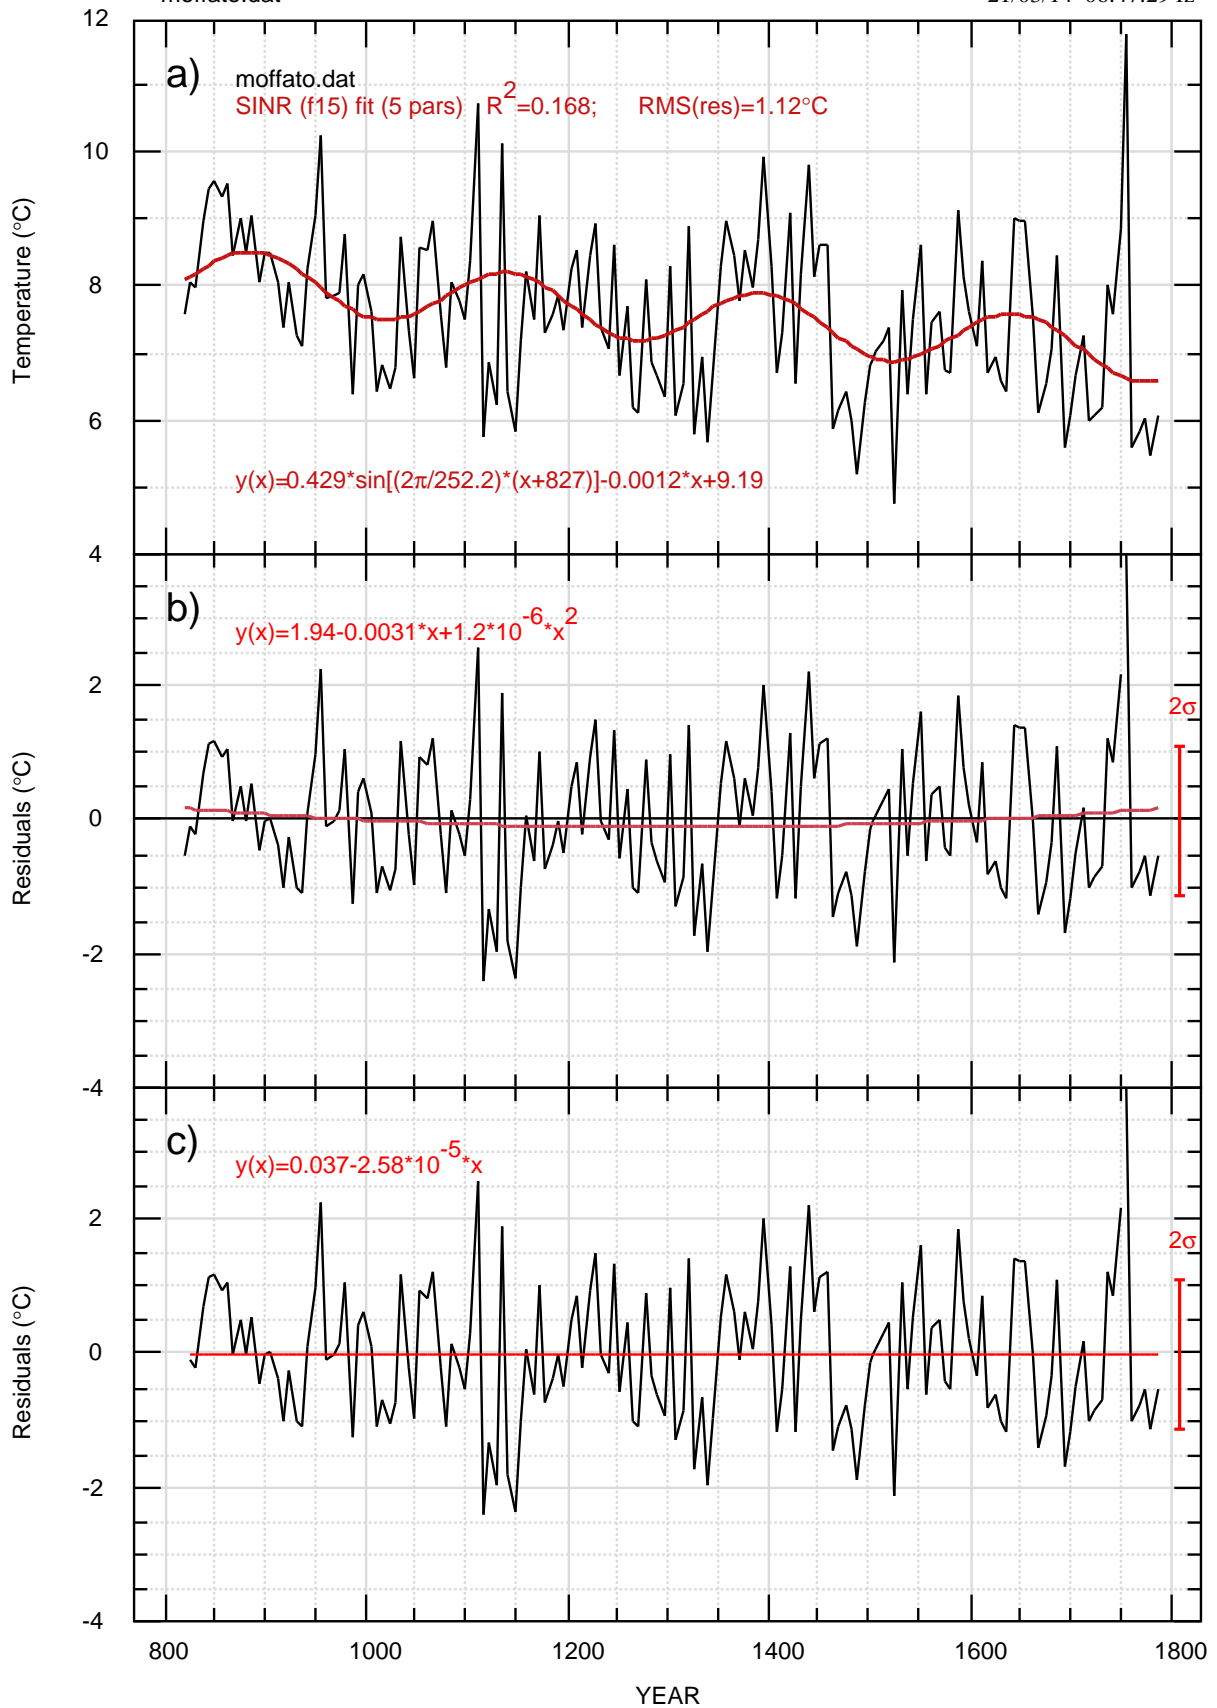 moffato.dat
12
a) moffato.dat
SINR (f15) fit (5 pars) R²=0.168; RMS(res)=1.12°C
10
Temperature (°C)
8
6
y(x)=0.429*sin[(2π/252.2)*(x+827)]-0.0012*x+9.19
4
b)
y(x)=1.94-0.0031*x+1.2*10⁻⁶*x²
2
2σ
Residuals (°C)
0
-2
-4
c)
y(x)=0.037-2.58*10⁻⁵*x
2
2σ
Residuals (°C)
0
-2
-4
800 1000 1200 1400 1600 1800
YEAR